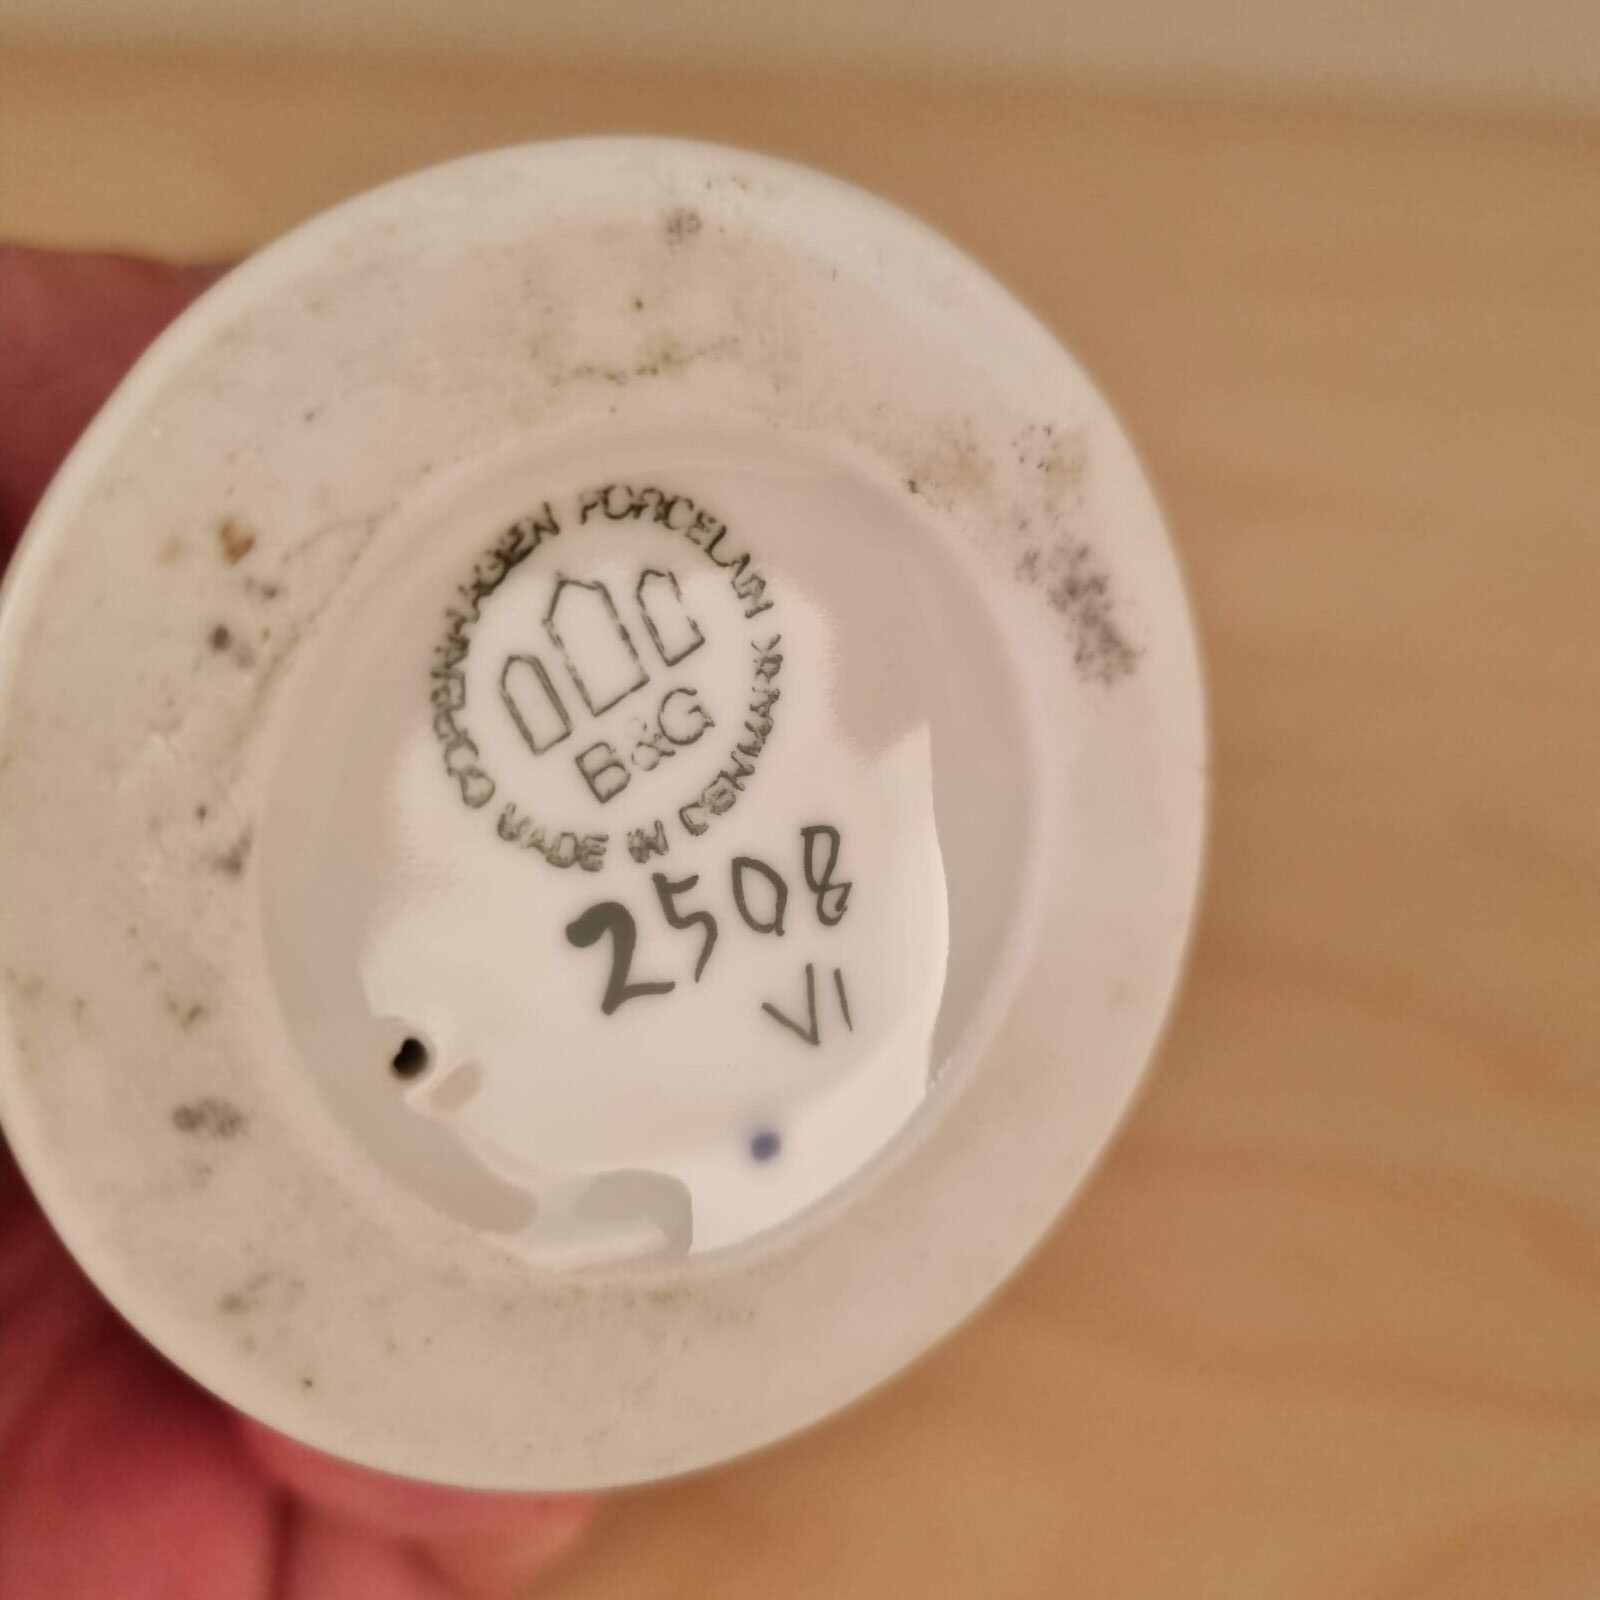 COPENHAGEN PORCELAIN
B&G
MADE IN DENMARK
2508
VI